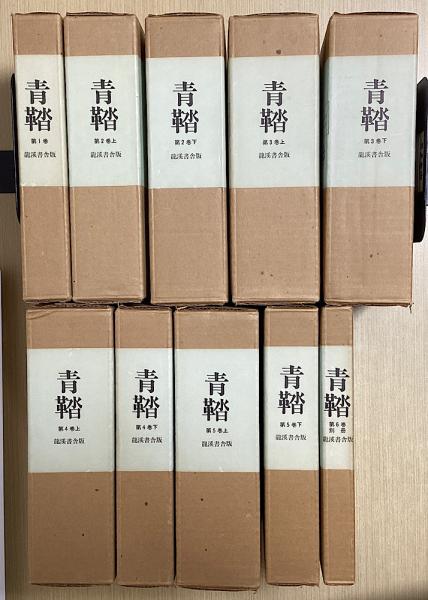 青鞜
第1巻
龍溪書舎版
青鞜
第2巻上
龍溪書舎版
青鞜
第2巻下
龍溪書舎版
青鞜
第3巻上
龍溪書舎版
青鞜
第3巻下
龍溪書舎版
青鞜
第4巻上
龍溪書舎版
青鞜
第4巻下
龍溪書舎版
青鞜
第5巻上
龍溪書舎版
青鞜
第5巻下
龍溪書舎版
青鞜
第6巻
別冊
龍溪書舎版